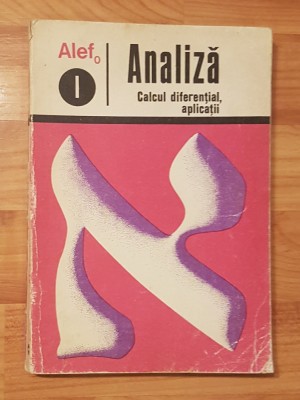 Alef₀
I
Analiză
Calcul diferențial,
aplicații
א